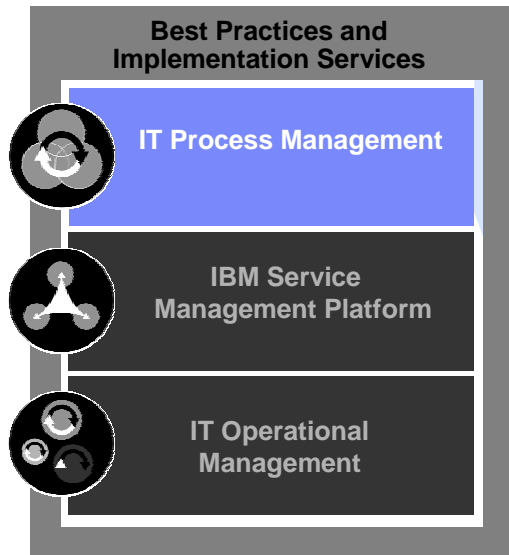 Best Practices and
Implementation Services
IT Process Management
IBM Service
Management Platform
IT Operational
Management